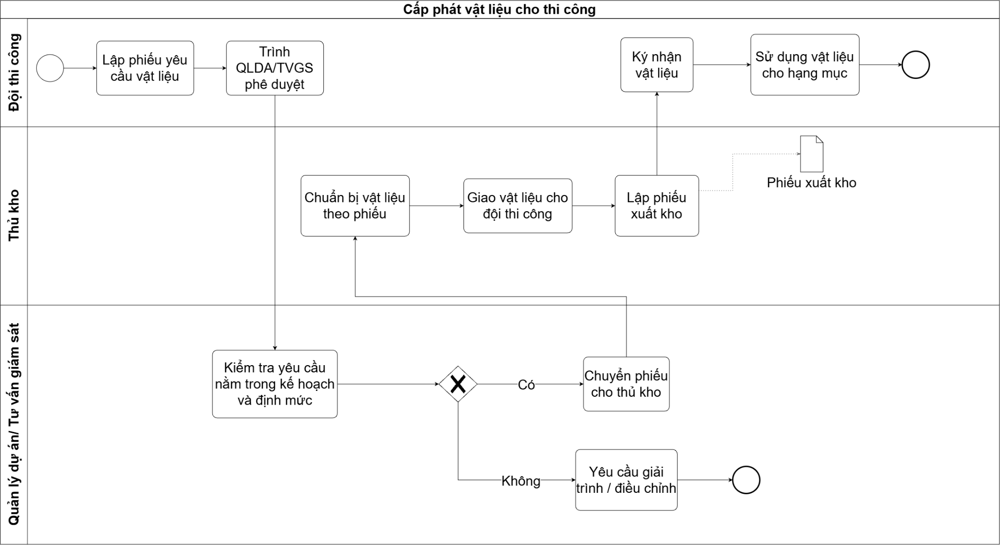 Cấp phát vật liệu cho thi công
Đội thi công
Lập phiếu yêu
cầu vật liệu
Trình
QLDA/TVGS
phê duyệt
Ký nhận
vật liệu
Sử dụng vật liệu
cho hạng mục
Thủ kho
Chuẩn bị vật liệu
theo phiếu
Giao vật liệu cho
đội thi công
Lập phiếu
xuất kho
Phiếu xuất kho
Quản lý dự án/ Tư vấn giám sát
Kiểm tra yêu cầu
nằm trong kế hoạch
và định mức
Có
Chuyển phiếu
cho thủ kho
Không
Yêu cầu giải
trình / điều chỉnh